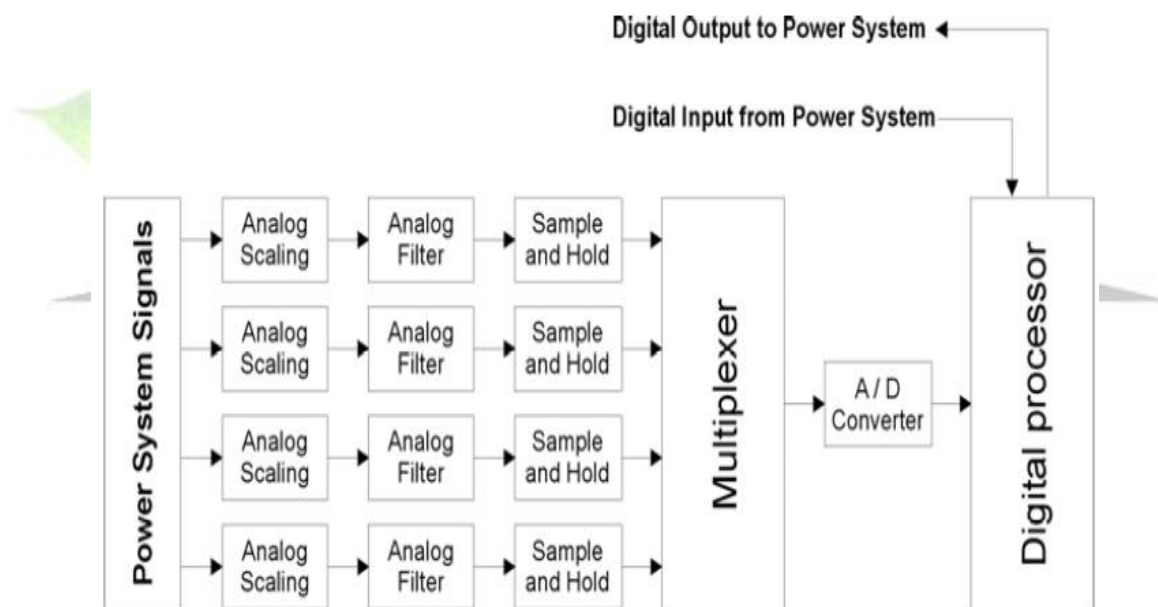 Digital Output to Power System
Digital Input from Power System
Power System Signals
Analog
Scaling
Analog
Filter
Sample
and Hold
Analog
Scaling
Analog
Filter
Sample
and Hold
Analog
Scaling
Analog
Filter
Sample
and Hold
Analog
Scaling
Analog
Filter
Sample
and Hold
Multiplexer
A / D
Converter
Digital processor